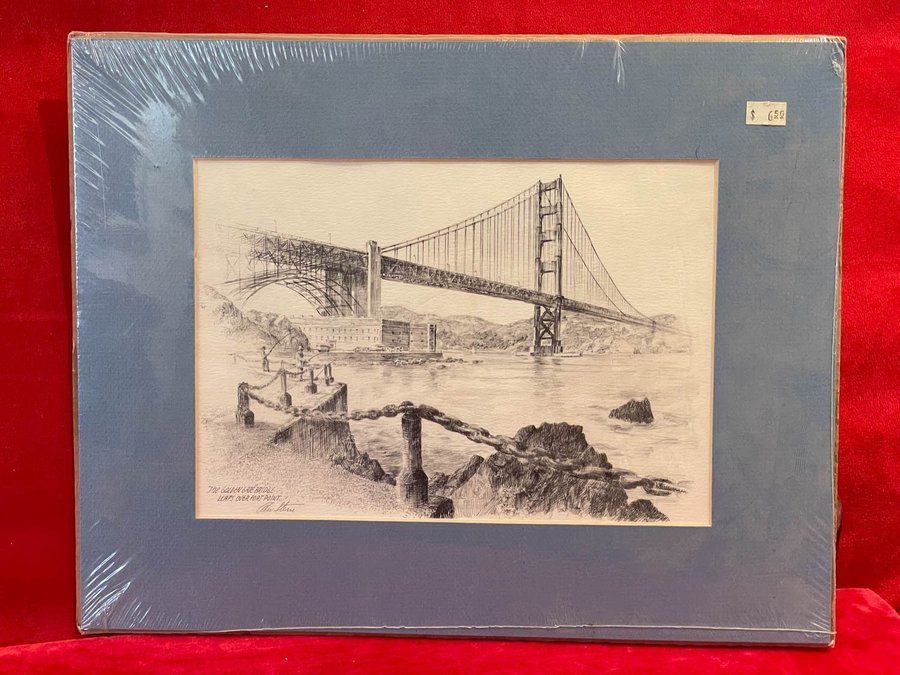 $ 6 50
THE GOLDEN GATE BRIDGE
LEAPS OVER FORT POINT